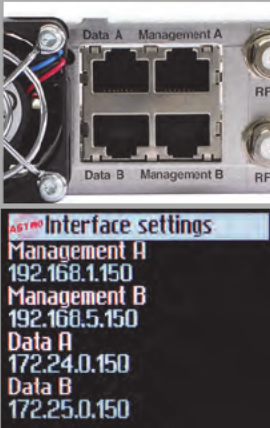 Data A Management A
RF
Data B Management B
RF
ASTRO Interface settings
Management A
192.168.1.150
Management B
192.168.5.150
Data A
172.24.0.150
Data B
172.25.0.150